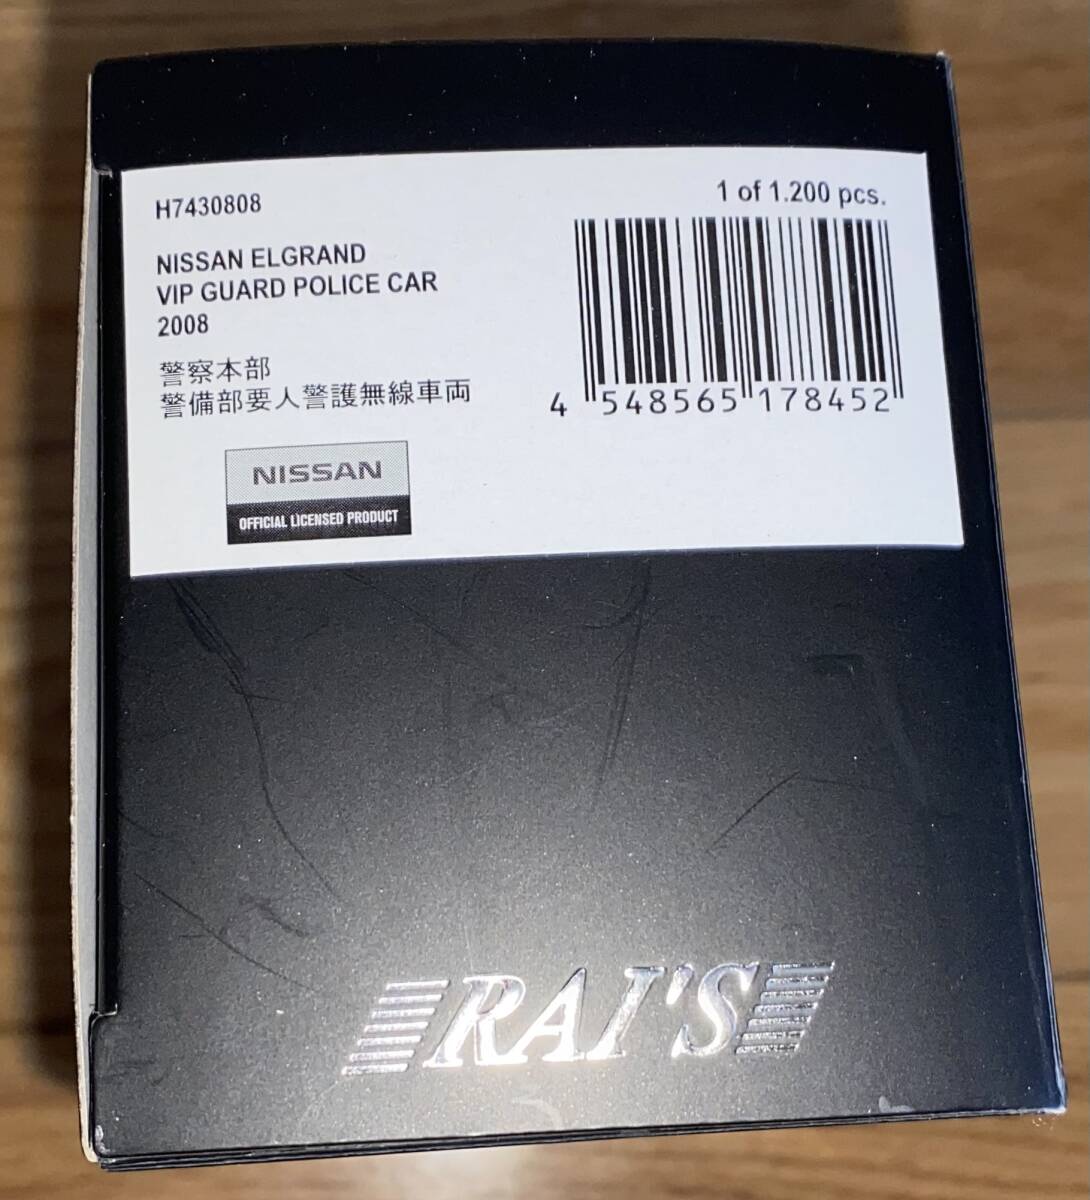 H7430808
1 of 1.200 pcs.
NISSAN ELGRAND
VIP GUARD POLICE CAR
2008
警察本部
警備部要人警護無線車両
4 548565 178452
NISSAN
OFFICIAL LICENSED PRODUCT
RAI'S